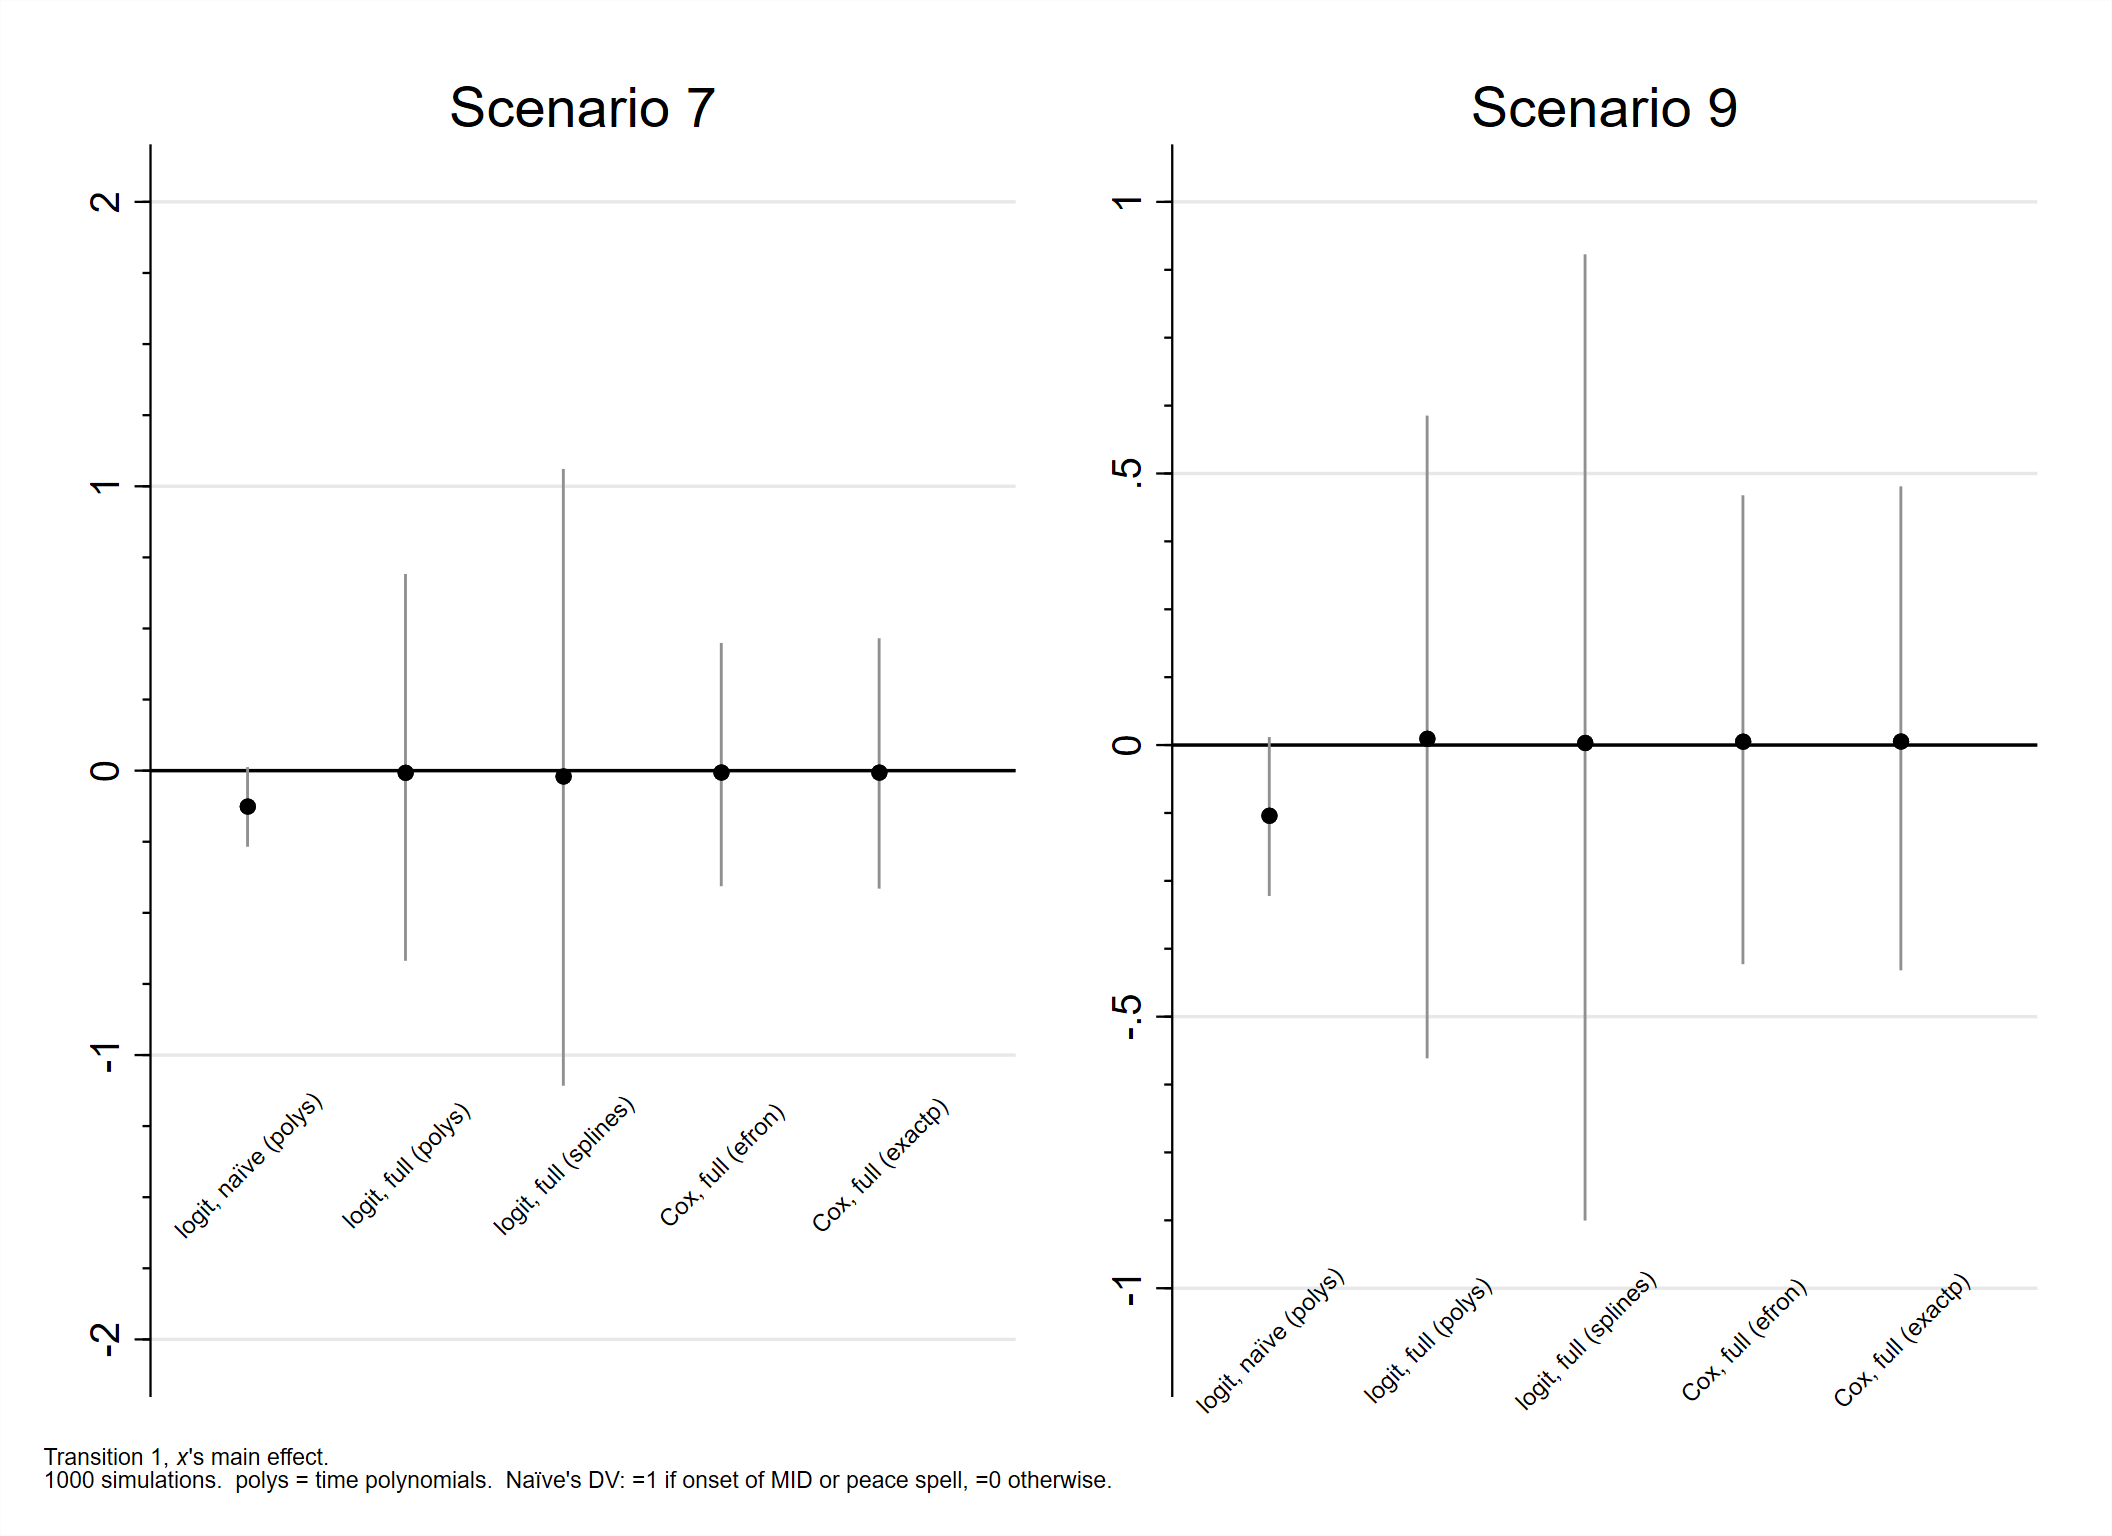 Scenario 7
2
1
0
-1
-2
logit, naïve (polys)
logit, full (polys)
logit, full (splines)
Cox, full (efron)
Cox, full (exactp)
Scenario 9
1
.5
0
-.5
-1
logit, naïve (polys)
logit, full (polys)
logit, full (splines)
Cox, full (efron)
Cox, full (exactp)
Transition 1, x's main effect.
1000 simulations.  polys = time polynomials.  Naïve's DV: =1 if onset of MID or peace spell, =0 otherwise.